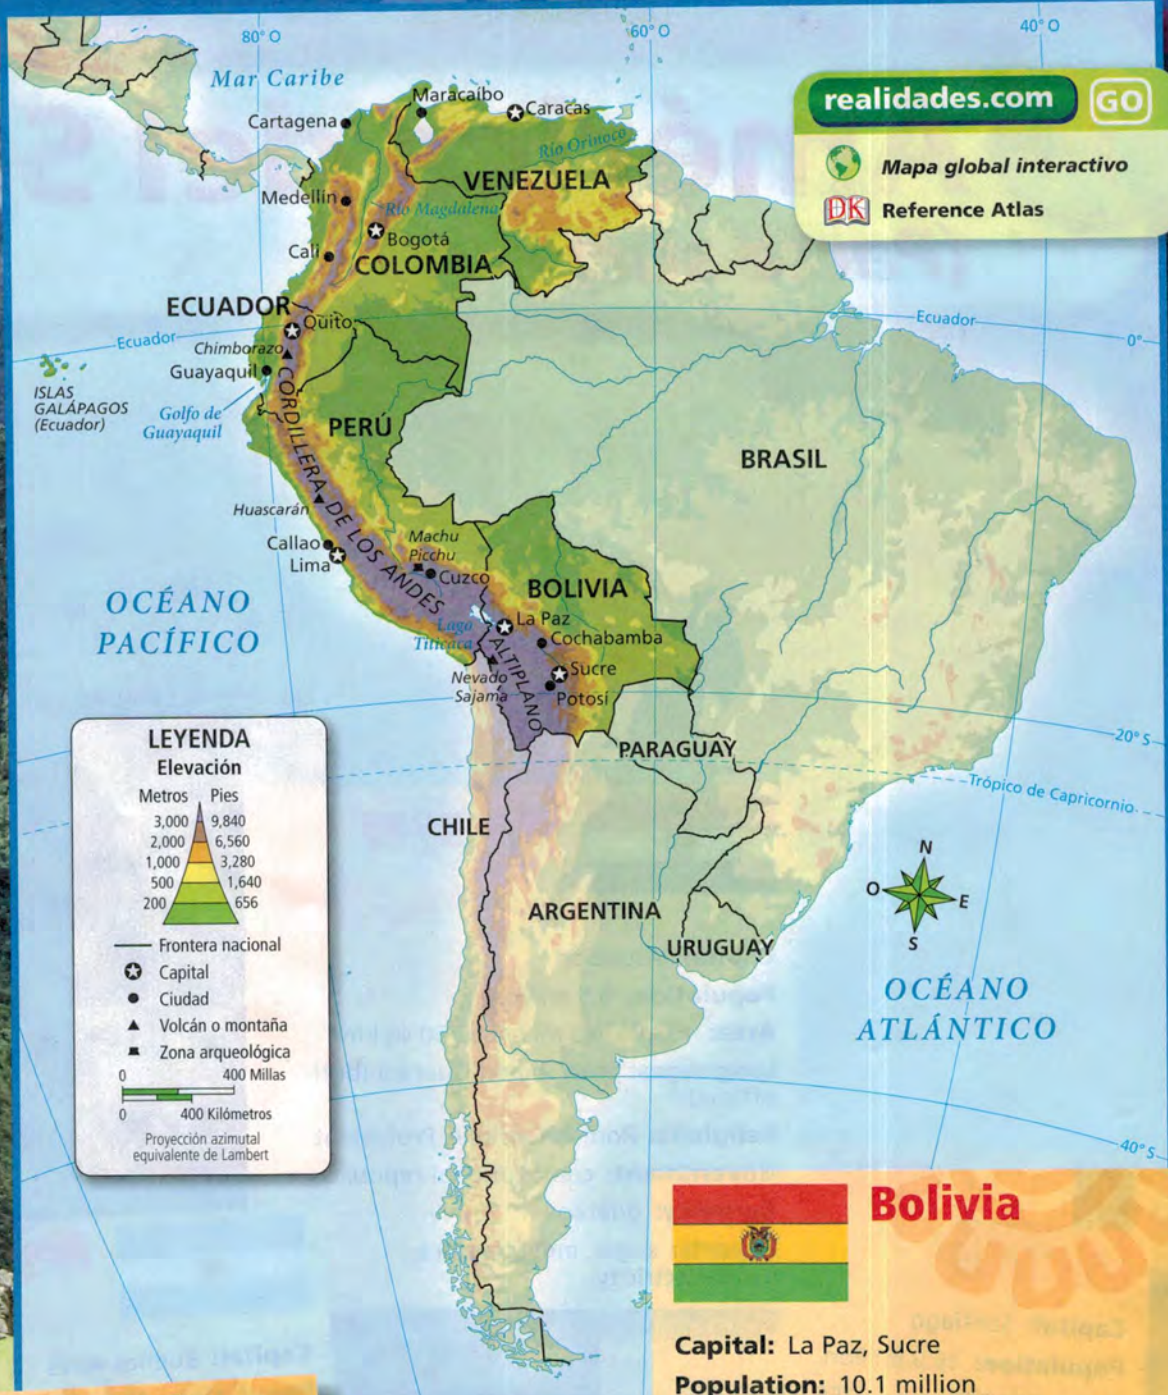 80° O
60° O
40° O
Mar Caribe
realidades.com GO
Mapa global interactivo
DK Reference Atlas
Maracaíbo
Caracas
Cartagena
Río Orinoco
VENEZUELA
Medellín
Río Magdalena
Bogotá
Cali
COLOMBIA
ECUADOR
Quito
Ecuador
Ecuador
0°
Chimborazo
Guayaquil
ISLAS
GALÁPAGOS
(Ecuador)
Golfo de
Guayaquil
PERÚ
BRASIL
CORDILLERA DE LOS ANDES
Huascarán
Callao
Lima
Machu
Picchu
Cuzco
BOLIVIA
OCÉANO
PACÍFICO
La Paz
Lago
Titicaca
Cochabamba
ALTIPLANO
Sucre
Nevado
Sajama
Potosí
PARAGUAY
20° S
Trópico de Capricornio
LEYENDA
Elevación
Metros Pies
3,000 9,840
2,000 6,560
1,000 3,280
500 1,640
200 656
Frontera nacional
Capital
Ciudad
Volcán o montaña
Zona arqueológica
0 400 Millas
0 400 Kilómetros
Proyección azimutal
equivalente de Lambert
CHILE
ARGENTINA
URUGUAY
N
O
E
S
OCÉANO
ATLÁNTICO
40° S
Bolivia
Capital: La Paz, Sucre
Population: 10.1 million